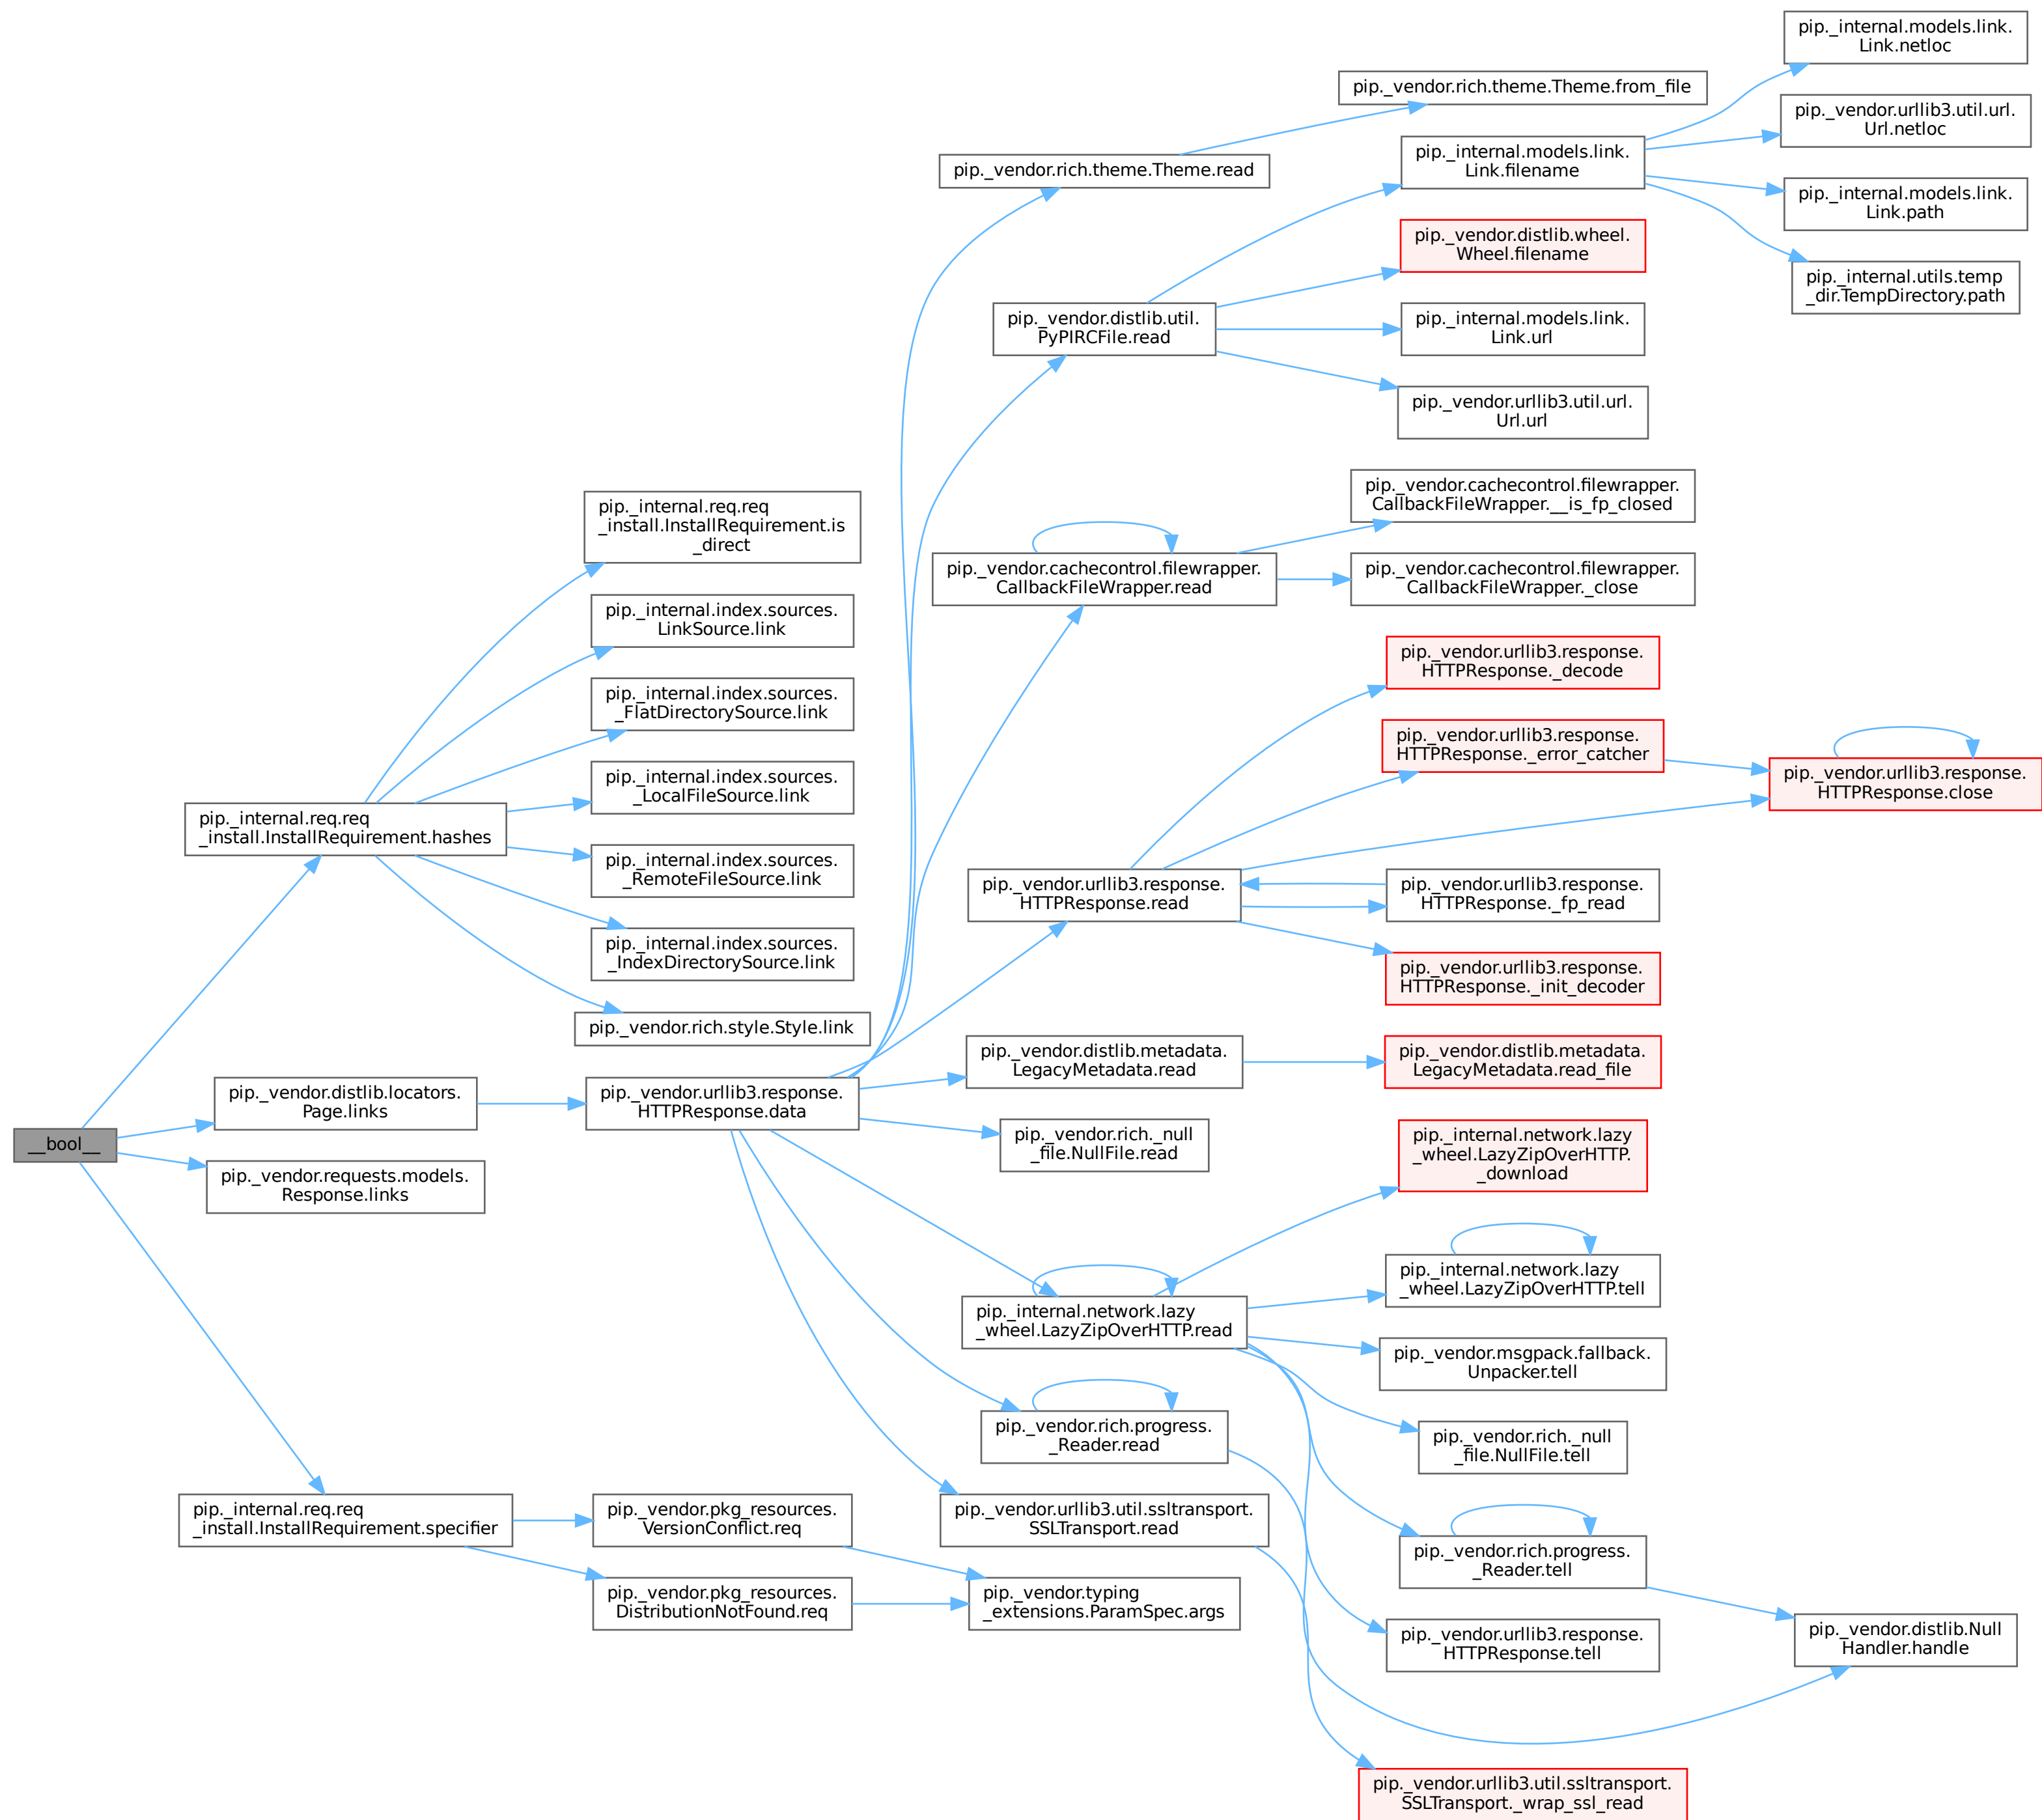 pip._internal.models.link.
Link.netloc
pip._vendor.rich.theme.Theme.from_file
pip._vendor.urllib3.util.url.
Url.netloc
pip._internal.models.link.
Link.filename
pip._vendor.rich.theme.Theme.read
pip._internal.models.link.
Link.path
pip._vendor.distlib.wheel.
Wheel.filename
pip._internal.utils.temp
_dir.TempDirectory.path
pip._vendor.distlib.util.
PyPIRCFile.read
pip._internal.models.link.
Link.url
pip._vendor.urllib3.util.url.
Url.url
pip._vendor.cachecontrol.filewrapper.
CallbackFileWrapper.__is_fp_closed
pip._internal.req.req
_install.InstallRequirement.is
_direct
pip._vendor.cachecontrol.filewrapper.
CallbackFileWrapper.read
pip._vendor.cachecontrol.filewrapper.
CallbackFileWrapper._close
pip._internal.index.sources.
LinkSource.link
pip._vendor.urllib3.response.
HTTPResponse._decode
pip._internal.index.sources.
_FlatDirectorySource.link
pip._vendor.urllib3.response.
HTTPResponse._error_catcher
pip._vendor.urllib3.response.
HTTPResponse.close
pip._internal.index.sources.
_LocalFileSource.link
pip._internal.req.req
_install.InstallRequirement.hashes
pip._internal.index.sources.
_RemoteFileSource.link
pip._vendor.urllib3.response.
HTTPResponse.read
pip._vendor.urllib3.response.
HTTPResponse._fp_read
pip._internal.index.sources.
_IndexDirectorySource.link
pip._vendor.urllib3.response.
HTTPResponse._init_decoder
pip._vendor.rich.style.Style.link
pip._vendor.distlib.metadata.
LegacyMetadata.read
pip._vendor.distlib.metadata.
LegacyMetadata.read_file
pip._vendor.distlib.locators.
Page.links
pip._vendor.urllib3.response.
HTTPResponse.data
__bool__
pip._vendor.rich._null
_file.NullFile.read
pip._internal.network.lazy
_wheel.LazyZipOverHTTP.
_download
pip._vendor.requests.models.
Response.links
pip._internal.network.lazy
_wheel.LazyZipOverHTTP.tell
pip._internal.network.lazy
_wheel.LazyZipOverHTTP.read
pip._vendor.msgpack.fallback.
Unpacker.tell
pip._vendor.rich.progress.
_Reader.read
pip._vendor.rich._null
_file.NullFile.tell
pip._internal.req.req
_install.InstallRequirement.specifier
pip._vendor.pkg_resources.
VersionConflict.req
pip._vendor.urllib3.util.ssltransport.
SSLTransport.read
pip._vendor.rich.progress.
_Reader.tell
pip._vendor.pkg_resources.
DistributionNotFound.req
pip._vendor.typing
_extensions.ParamSpec.args
pip._vendor.urllib3.response.
HTTPResponse.tell
pip._vendor.distlib.Null
Handler.handle
pip._vendor.urllib3.util.ssltransport.
SSLTransport._wrap_ssl_read